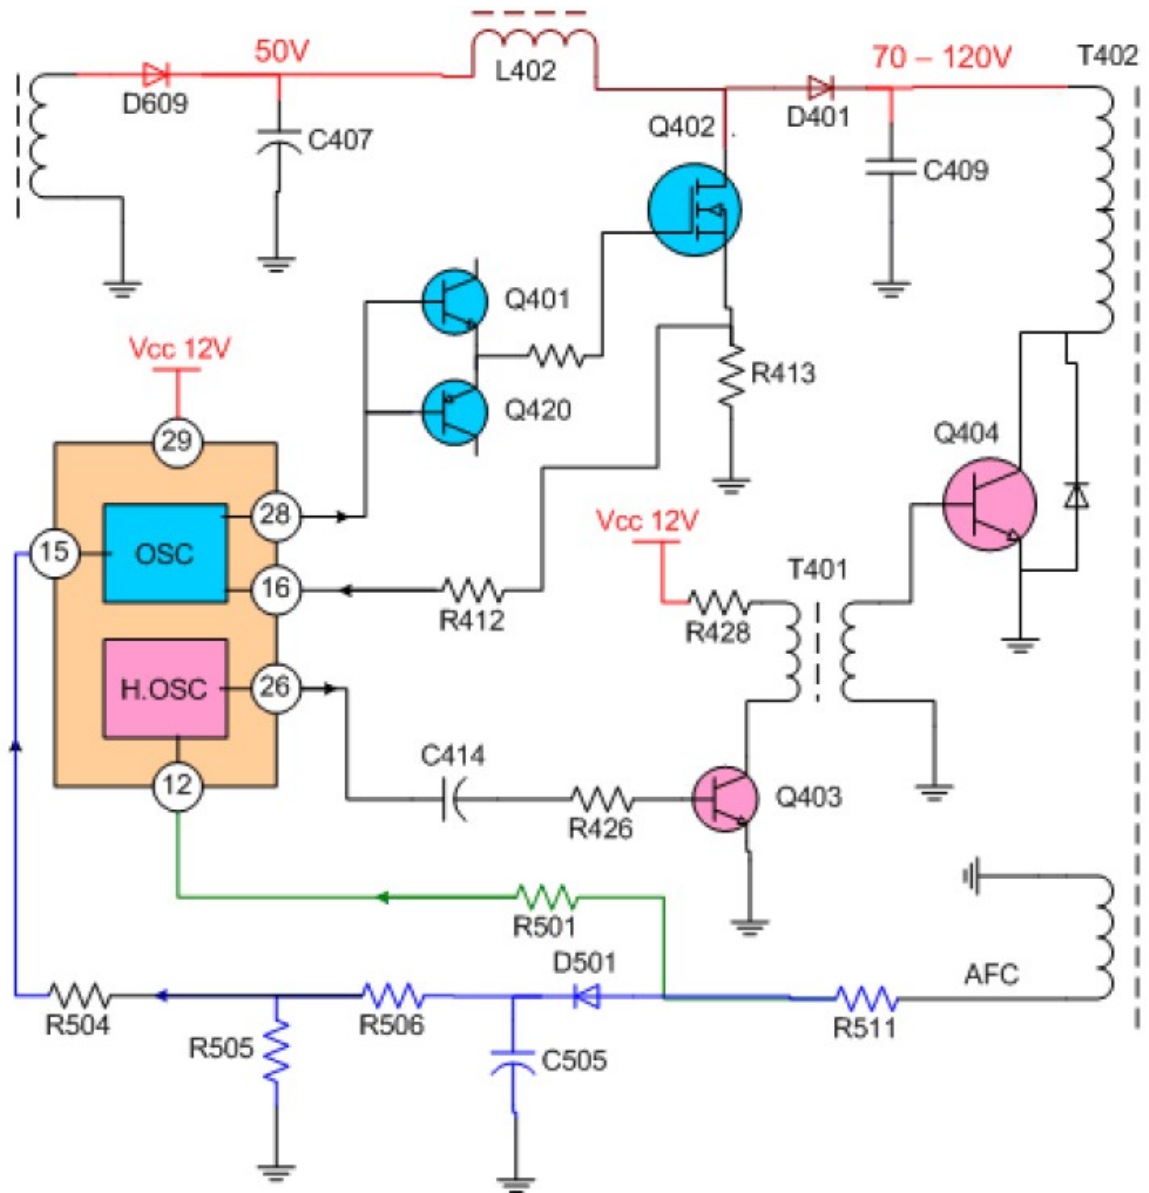 50V
L402
70 – 120V
T402
D609
D401
Q402
C407
C409
Q401
Vcc 12V
R413
Q420
29
Q404
28
Vcc 12V
OSC
15
T401
16
R412
R428
H.OSC
26
C414
12
Q403
R426
R501
D501
AFC
R504
R506
R511
R505
C505